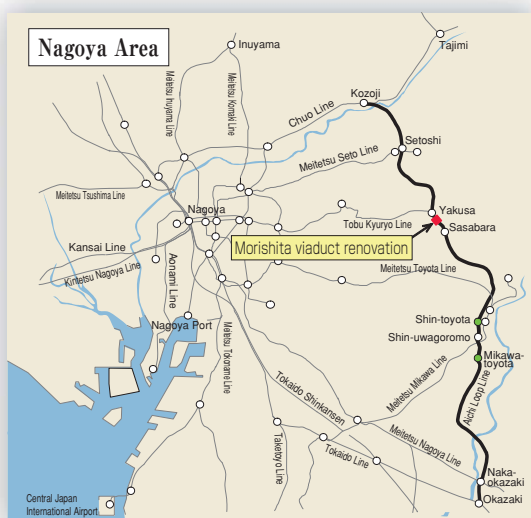 Nagoya Area
Inuyama
Tajimi
Meitetsu Inuyama Line
Meitetsu Komaki Line
Kozoji
Chuo Line
Setoshi
Meitetsu Seto Line
Meitetsu Tsushima Line
Nagoya
Yakusa
Tobu Kyuryo Line
Sasabara
Kansai Line
Morishita viaduct renovation
Kintetsu Nagoya Line
Aonami Line
Meitetsu Toyota Line
Nagoya Port
Shin-toyota
Shin-uwagoromo
Meitetsu Tokoname Line
Mikawa-
toyota
Meitetsu Mikawa Line
Aichi Loop Line
Tokaido Shinkansen
Taketoyo Line
Tokaido Line
Meitetsu Nagoya Line
Naka-
okazaki
Central Japan
International Airport
Okazaki